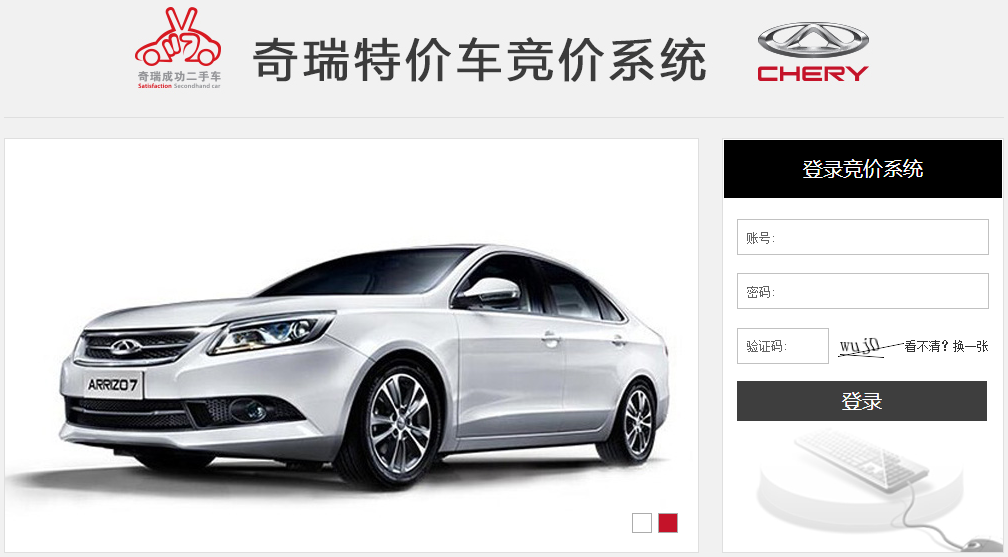 奇瑞成功二手车
Satisfaction Secondhand car
奇瑞特价车竞价系统
CHERY
ARRIZO 7
登录竞价系统
账号:
密码:
验证码:
wujo
看不清? 换一张
登录